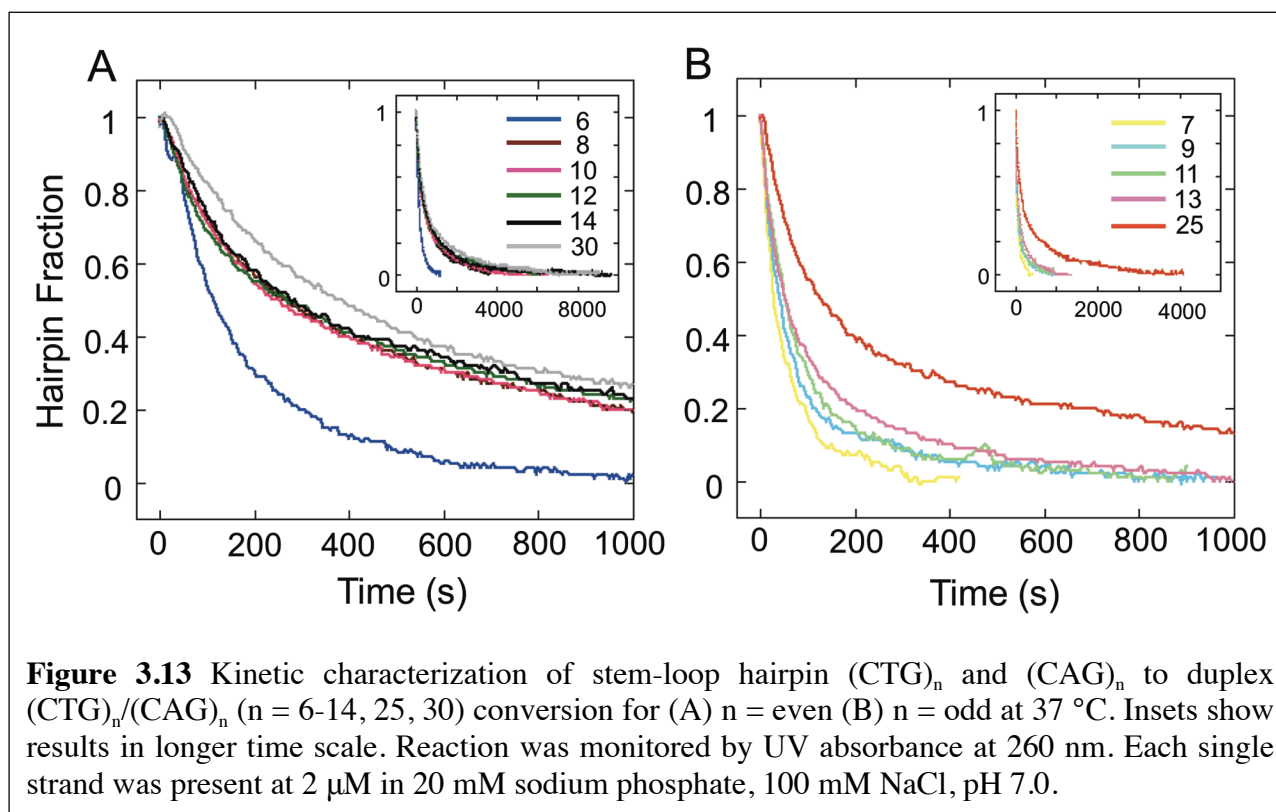 A
1
0.8
0.6
0.4
0.2
0
Hairpin Fraction
0 200 400 600 800 1000
Time (s)
1
0
0 4000 8000
6
8
10
12
14
30
B
1
0.8
0.6
0.4
0.2
0
0 200 400 600 800 1000
Time (s)
1
0
0 2000 4000
7
9
11
13
25
Figure 3.13 Kinetic characterization of stem-loop hairpin (CTG)n and (CAG)n to duplex
(CTG)n/(CAG)n (n = 6-14, 25, 30) conversion for (A) n = even (B) n = odd at 37 °C. Insets show
results in longer time scale. Reaction was monitored by UV absorbance at 260 nm. Each single
strand was present at 2 μM in 20 mM sodium phosphate, 100 mM NaCl, pH 7.0.